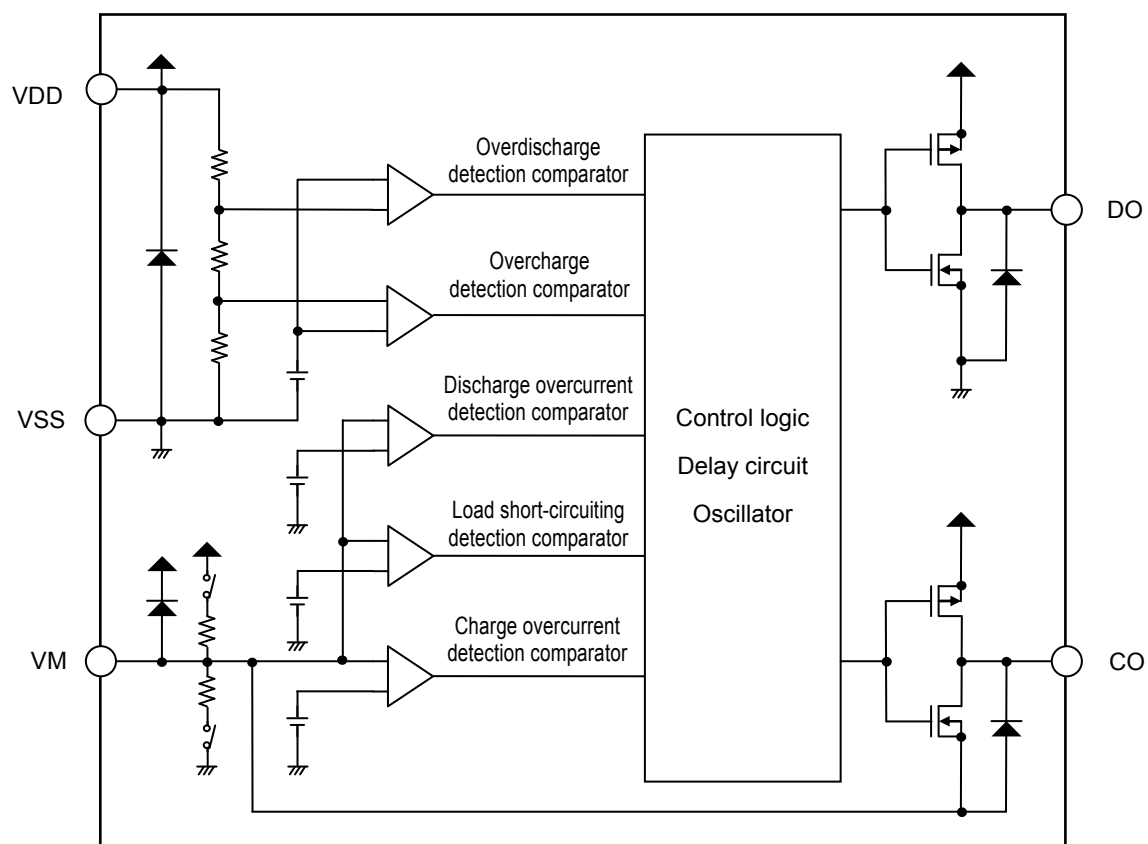 VDD
Overdischarge
detection comparator
DO
Overcharge
detection comparator
VSS
Discharge overcurrent
detection comparator
Control logic
Delay circuit
Oscillator
Load short-circuiting
detection comparator
VM
Charge overcurrent
detection comparator
CO